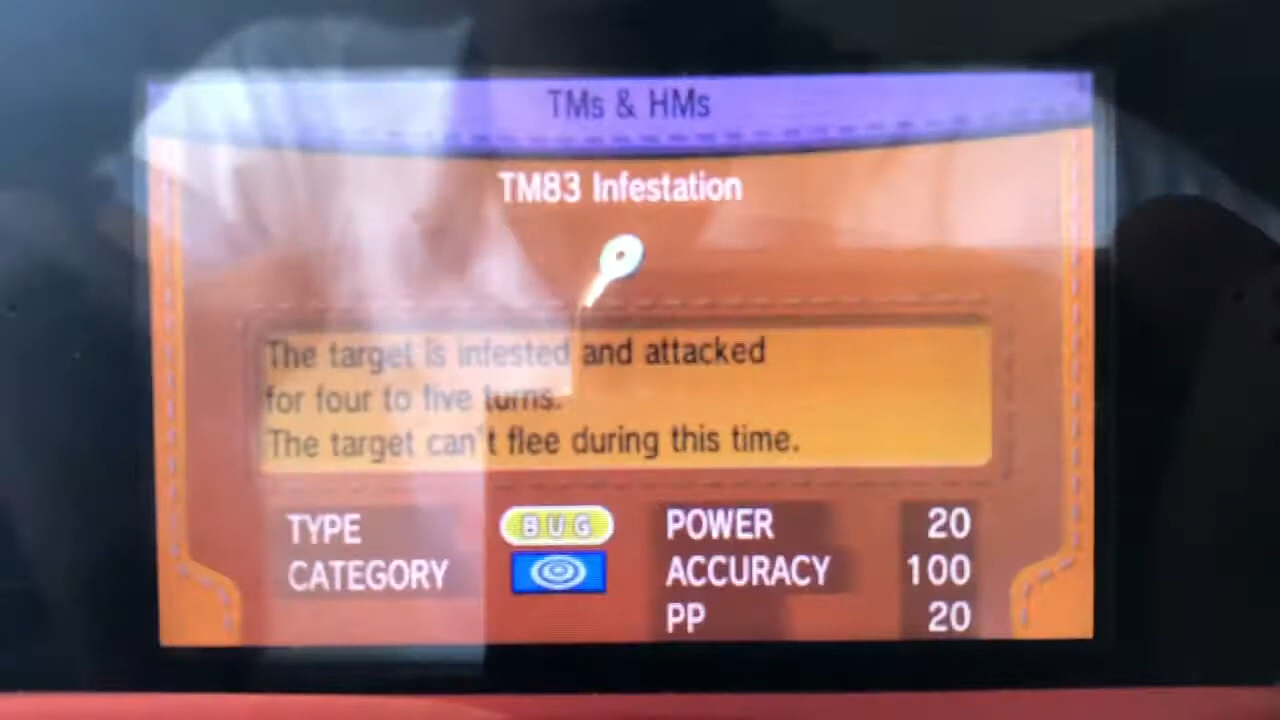 TMs & HMs
TM83 Infestation
The target is infested and attacked
for four to five turns.
The target can't flee during this time.
TYPE BUG POWER 20
CATEGORY ACCURACY 100
PP 20